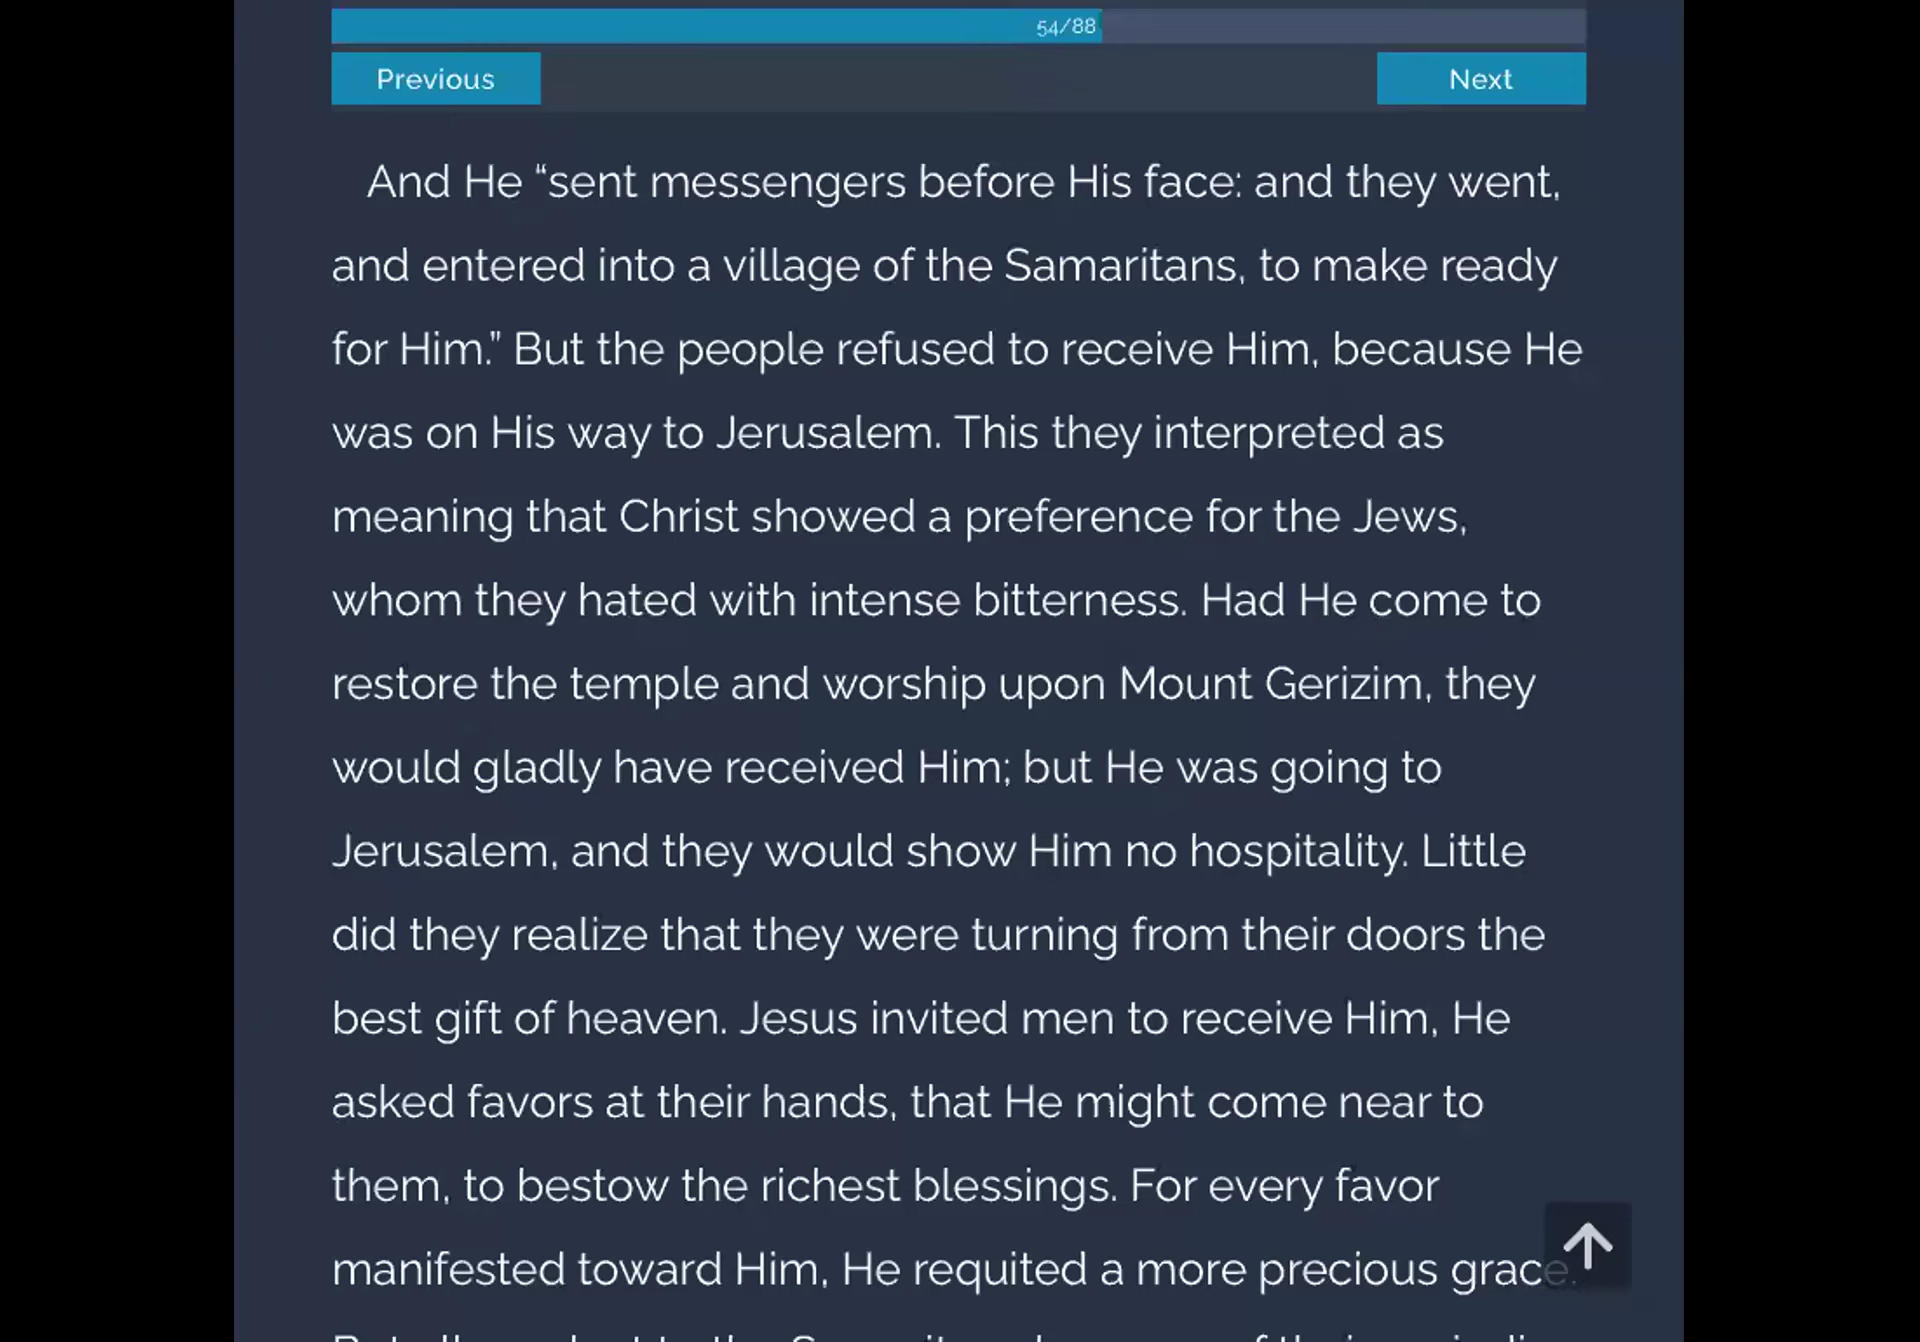 54/88
Previous
Next
And He “sent messengers before His face: and they went,
and entered into a village of the Samaritans, to make ready
for Him.” But the people refused to receive Him, because He
was on His way to Jerusalem. This they interpreted as
meaning that Christ showed a preference for the Jews,
whom they hated with intense bitterness. Had He come to
restore the temple and worship upon Mount Gerizim, they
would gladly have received Him; but He was going to
Jerusalem, and they would show Him no hospitality. Little
did they realize that they were turning from their doors the
best gift of heaven. Jesus invited men to receive Him, He
asked favors at their hands, that He might come near to
them, to bestow the richest blessings. For every favor
manifested toward Him, He requited a more precious grace.